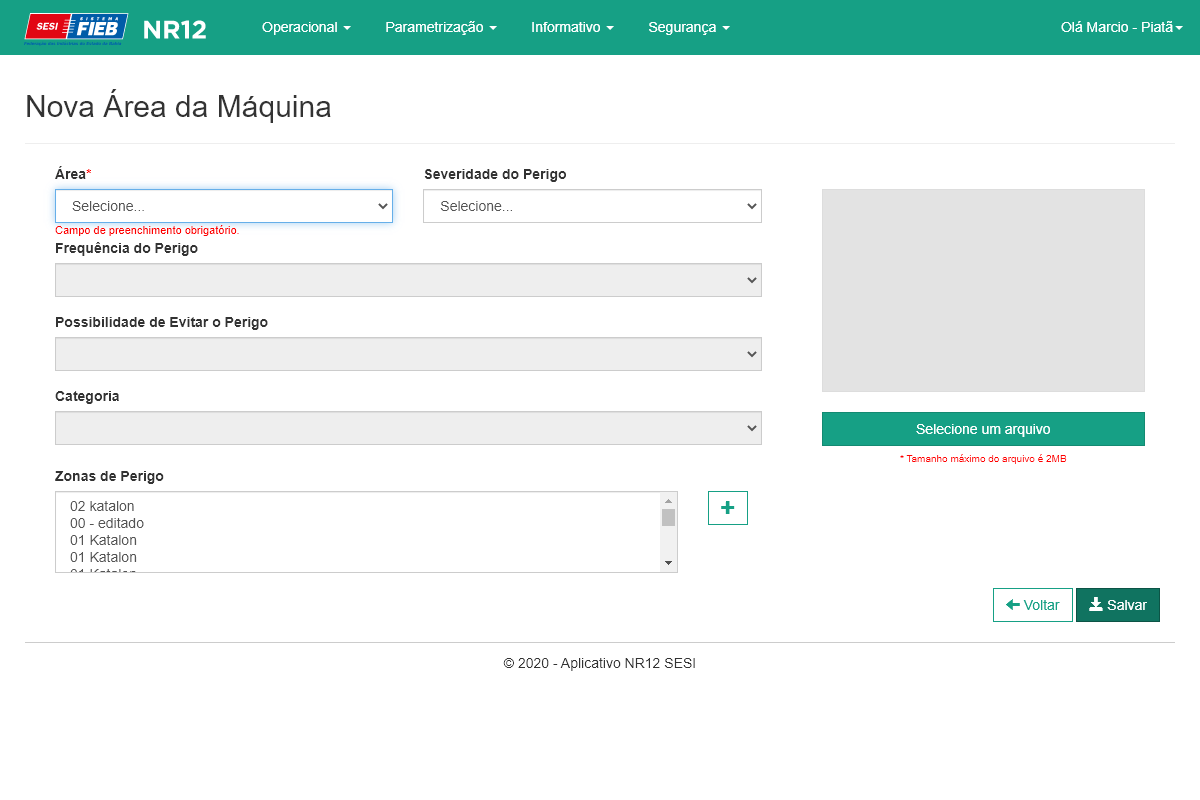 SESI SISTEMA FIEB NR12 Operacional Parametrização Informativo Segurança Olá Marcio - Piatã
Nova Área da Máquina
Área* Severidade do Perigo
Selecione... Selecione...
Campo de preenchimento obrigatório.
Frequência do Perigo
Possibilidade de Evitar o Perigo
Categoria
Selecione um arquivo
* Tamanho máximo do arquivo é 2MB
Zonas de Perigo
02 katalon
00 - editado
01 Katalon
01 Katalon
01 Katalon
+
Voltar Salvar
© 2020 - Aplicativo NR12 SESI